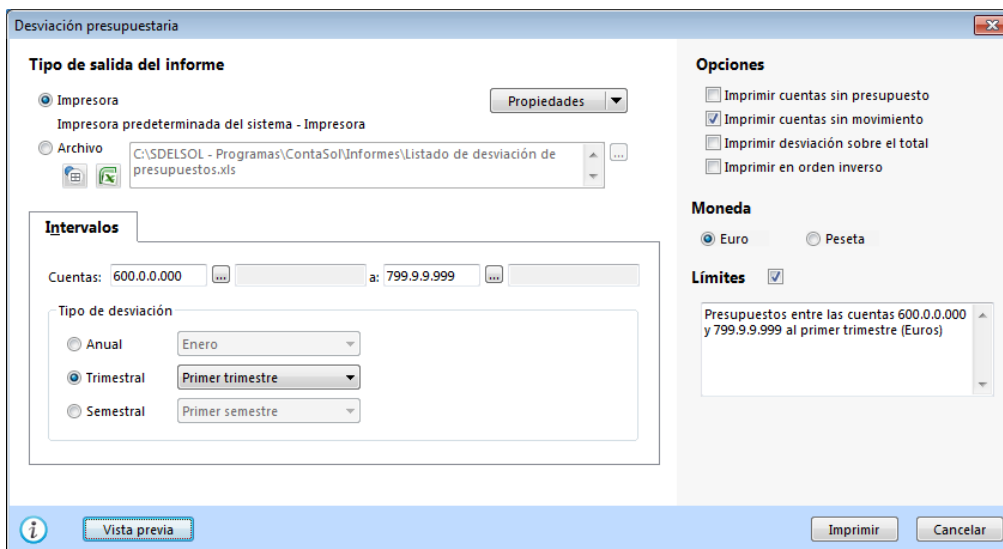 Desviación presupuestaria
Tipo de salida del informe
Impresora
Propiedades
Impresora predeterminada del sistema - Impresora
Archivo
C:\SDELSOL - Programas\ContaSol\Informes\Listado de desviación de
presupuestos.xls
...
Intervalos
Cuentas: 600.0.0.000 ... a: 799.9.9.999 ...
Tipo de desviación
Anual Enero
Trimestral Primer trimestre
Semestral Primer semestre
Opciones
Imprimir cuentas sin presupuesto
Imprimir cuentas sin movimiento
Imprimir desviación sobre el total
Imprimir en orden inverso
Moneda
Euro Peseta
Límites
Presupuestos entre las cuentas 600.0.0.000
y 799.9.9.999 al primer trimestre (Euros)
i Vista previa Imprimir Cancelar